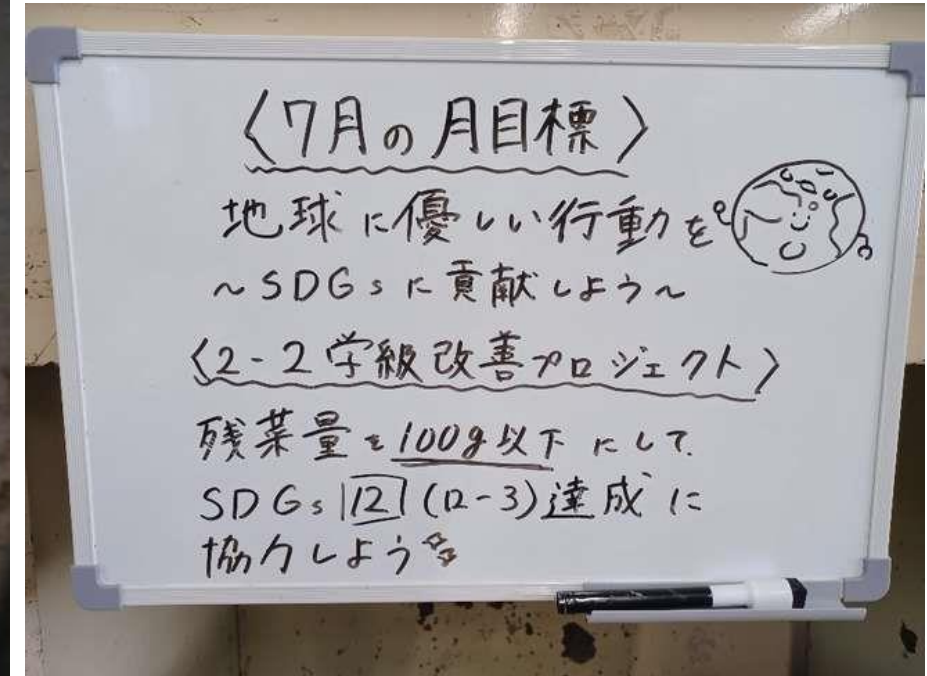 〈7月の月目標〉
地球に優しい行動を
～SDGsに貢献しよう～
〈2-2学級改善プロジェクト〉
残菜量を100g以下にして
SDGs 12 (12-3)達成に
協力しよう